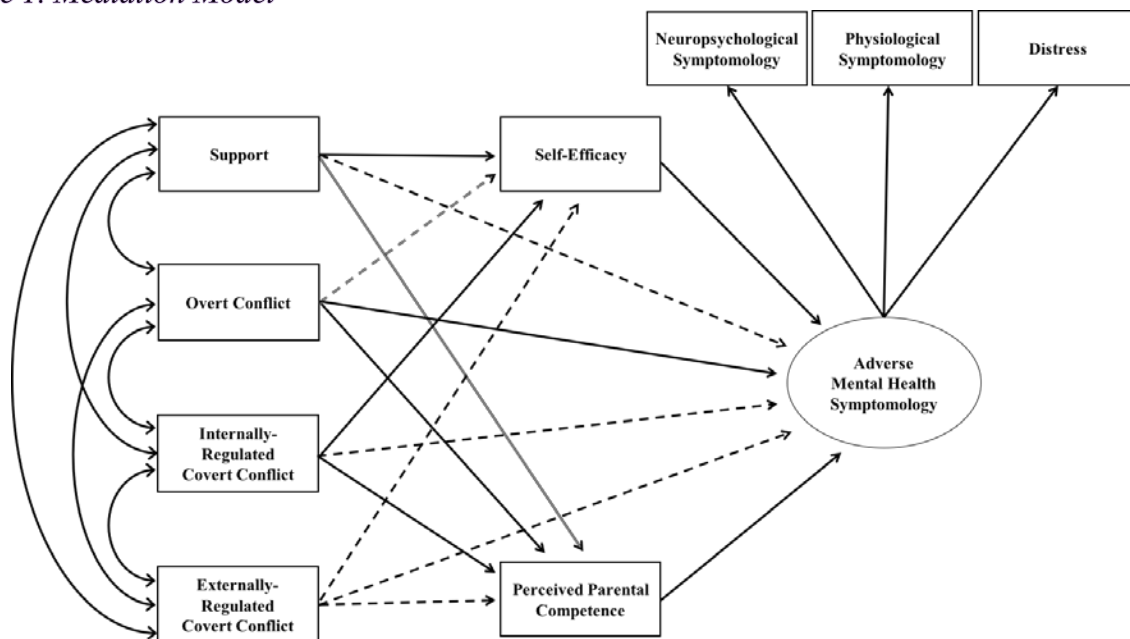 e 1. Mediation Model
Neuropsychological
Symptomology
Physiological
Symptomology
Distress
Support
Self-Efficacy
Overt Conflict
Adverse
Mental Health
Symptomology
Internally-
Regulated
Covert Conflict
Externally-
Regulated
Covert Conflict
Perceived Parental
Competence